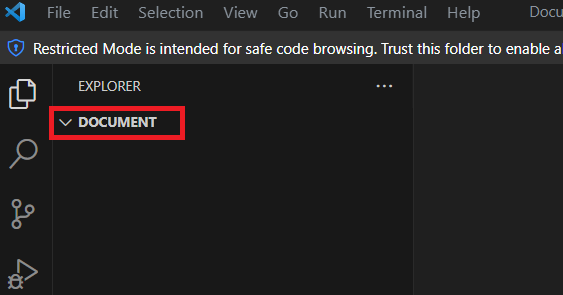 File Edit Selection View Go Run Terminal Help Docu
Restricted Mode is intended for safe code browsing. Trust this folder to enable a
EXPLORER
DOCUMENT